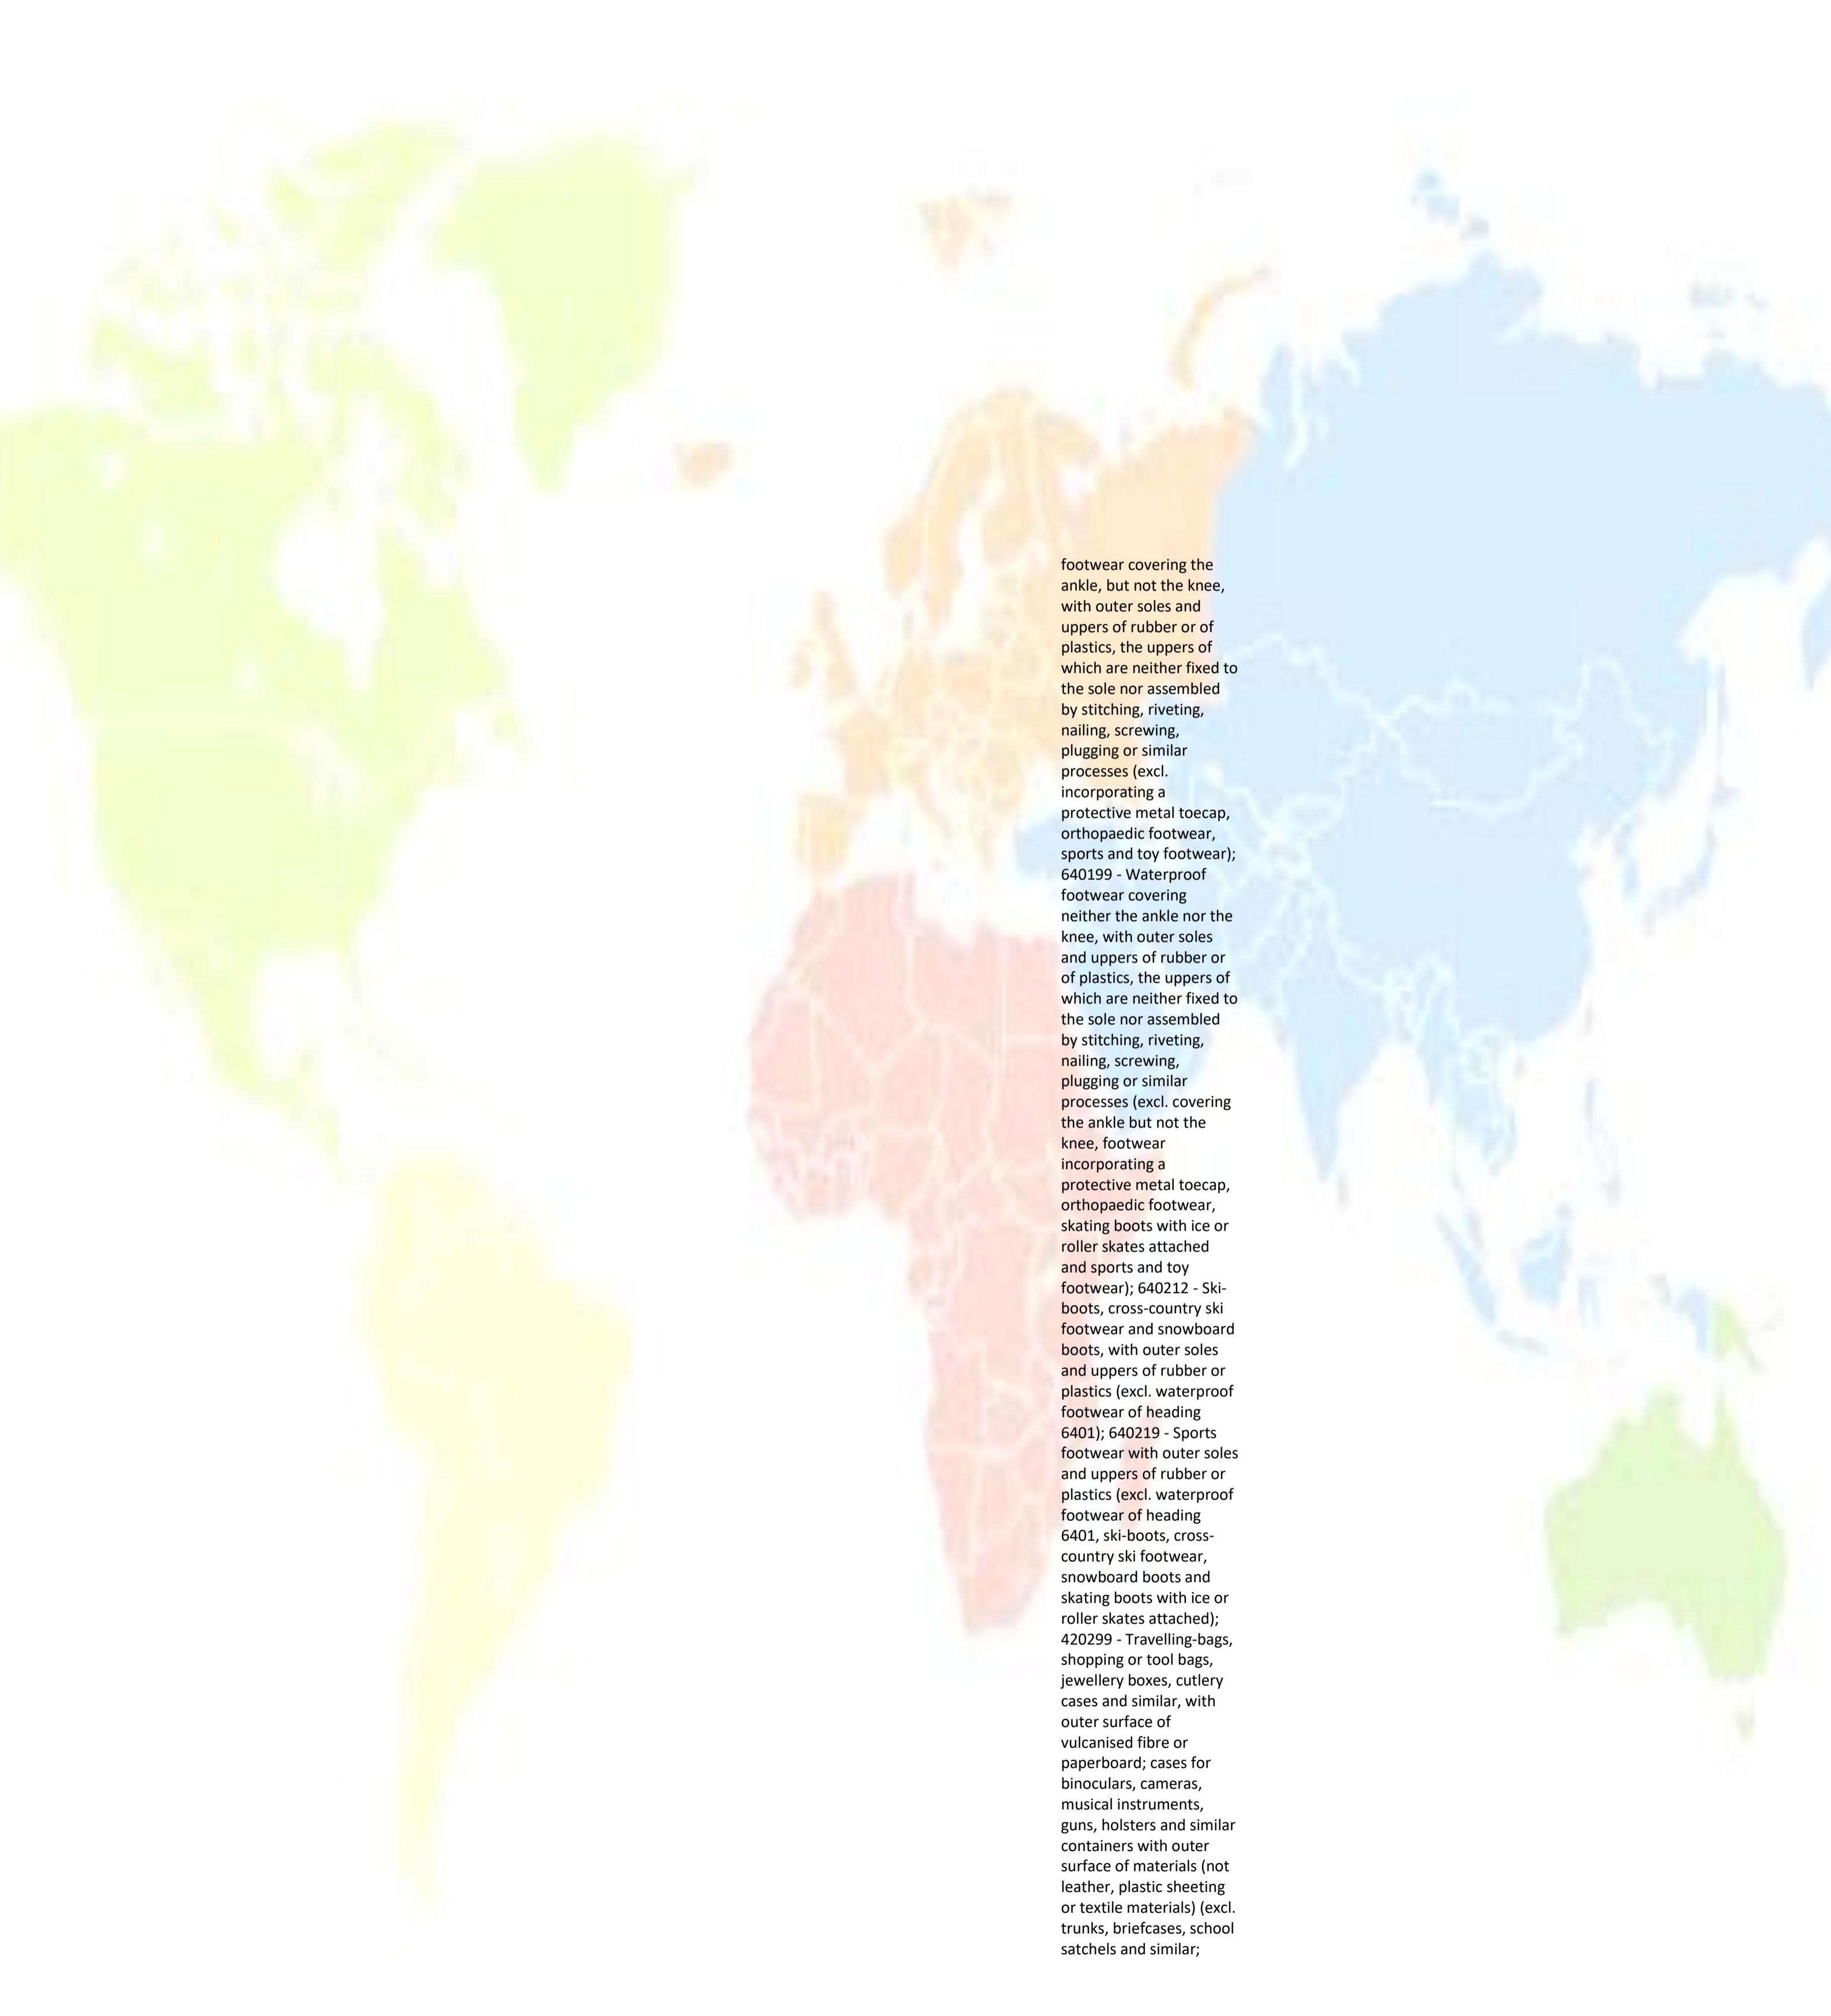 footwear covering the
ankle, but not the knee,
with outer soles and
uppers of rubber or of
plastics, the uppers of
which are neither fixed to
the sole nor assembled
by stitching, riveting,
nailing, screwing,
plugging or similar
processes (excl.
incorporating a
protective metal toecap,
orthopaedic footwear,
sports and toy footwear);
640199 - Waterproof
footwear covering
neither the ankle nor the
knee, with outer soles
and uppers of rubber or
of plastics, the uppers of
which are neither fixed to
the sole nor assembled
by stitching, riveting,
nailing, screwing,
plugging or similar
processes (excl. covering
the ankle but not the
knee, footwear
incorporating a
protective metal toecap,
orthopaedic footwear,
skating boots with ice or
roller skates attached
and sports and toy
footwear); 640212 - Ski-
boots, cross-country ski
footwear and snowboard
boots, with outer soles
and uppers of rubber or
plastics (excl. waterproof
footwear of heading
6401); 640219 - Sports
footwear with outer soles
and uppers of rubber or
plastics (excl. waterproof
footwear of heading
6401, ski-boots, cross-
country ski footwear,
snowboard boots and
skating boots with ice or
roller skates attached);
420299 - Travelling-bags,
shopping or tool bags,
jewellery boxes, cutlery
cases and similar, with
outer surface of
vulcanised fibre or
paperboard; cases for
binoculars, cameras,
musical instruments,
guns, holsters and similar
containers with outer
surface of materials (not
leather, plastic sheeting
or textile materials) (excl.
trunks, briefcases, school
satchels and similar;